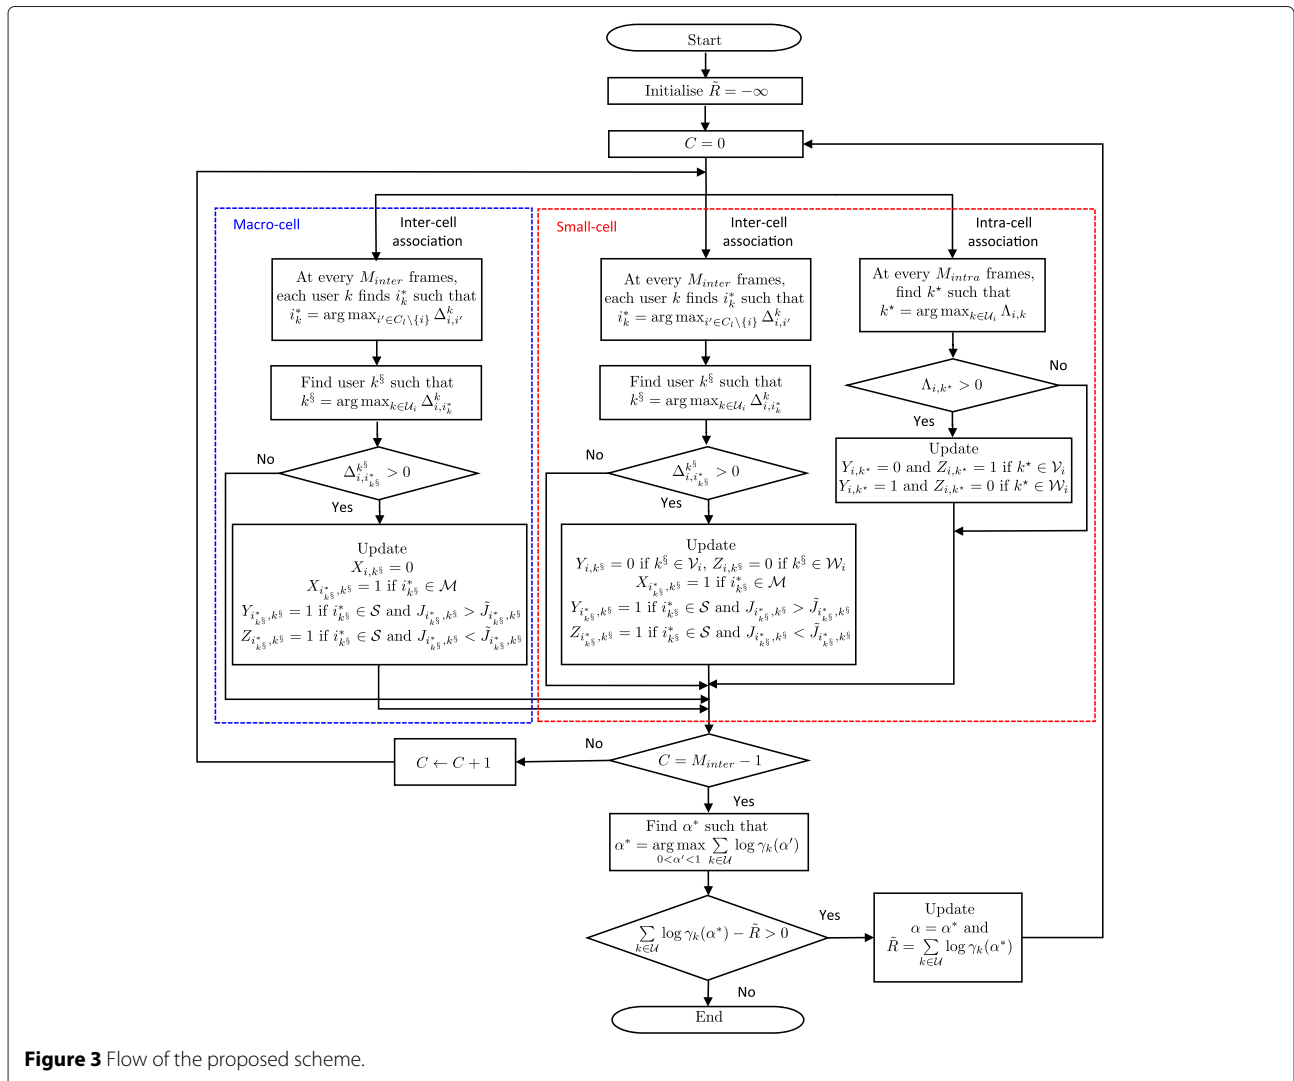 Start
Initialise R̃ = −∞
C = 0
Macro-cell
Inter-cell
association
At every M_inter frames,
each user k finds i*_k such that
i*_k = arg max_{i′∈C_l\{i}} Δ^k_{i,i′}
Find user k^§ such that
k^§ = arg max_{k∈𝒰_i} Δ^k_{i,i*_k}
Δ^{k^§}_{i,i*_{k^§}} > 0
No
Yes
Update
X_{i,k^§} = 0
X_{i*_{k^§},k^§} = 1 if i*_{k^§} ∈ ℳ
Y_{i*_{k^§},k^§} = 1 if i*_{k^§} ∈ 𝒮 and J_{i*_{k^§},k^§} > J̃_{i*_{k^§},k^§}
Z_{i*_{k^§},k^§} = 1 if i*_{k^§} ∈ 𝒮 and J_{i*_{k^§},k^§} < J̃_{i*_{k^§},k^§}
Small-cell
Inter-cell
association
At every M_inter frames,
each user k finds i*_k such that
i*_k = arg max_{i′∈C_l\{i}} Δ^k_{i,i′}
Find user k^§ such that
k^§ = arg max_{k∈𝒰_i} Δ^k_{i,i*_k}
Δ^{k^§}_{i,i*_{k^§}} > 0
No
Yes
Update
Y_{i,k^§} = 0 if k^§ ∈ 𝒱_i, Z_{i,k^§} = 0 if k^§ ∈ 𝒲_i
X_{i*_{k^§},k^§} = 1 if i*_{k^§} ∈ ℳ
Y_{i*_{k^§},k^§} = 1 if i*_{k^§} ∈ 𝒮 and J_{i*_{k^§},k^§} > J̃_{i*_{k^§},k^§}
Z_{i*_{k^§},k^§} = 1 if i*_{k^§} ∈ 𝒮 and J_{i*_{k^§},k^§} < J̃_{i*_{k^§},k^§}
Intra-cell
association
At every M_intra frames,
find k⋆ such that
k⋆ = arg max_{k∈𝒰_i} Λ_{i,k}
Λ_{i,k⋆} > 0
No
Yes
Update
Y_{i,k⋆} = 0 and Z_{i,k⋆} = 1 if k⋆ ∈ 𝒱_i
Y_{i,k⋆} = 1 and Z_{i,k⋆} = 0 if k⋆ ∈ 𝒲_i
C = M_inter − 1
No
C ← C + 1
Yes
Find α* such that
α* = arg max_{0<α′<1} ∑_{k∈𝒰} log γ_k(α′)
∑_{k∈𝒰} log γ_k(α*) − R̃ > 0
Yes
Update
α = α* and
R̃ = ∑_{k∈𝒰} log γ_k(α*)
No
End
Figure 3 Flow of the proposed scheme.